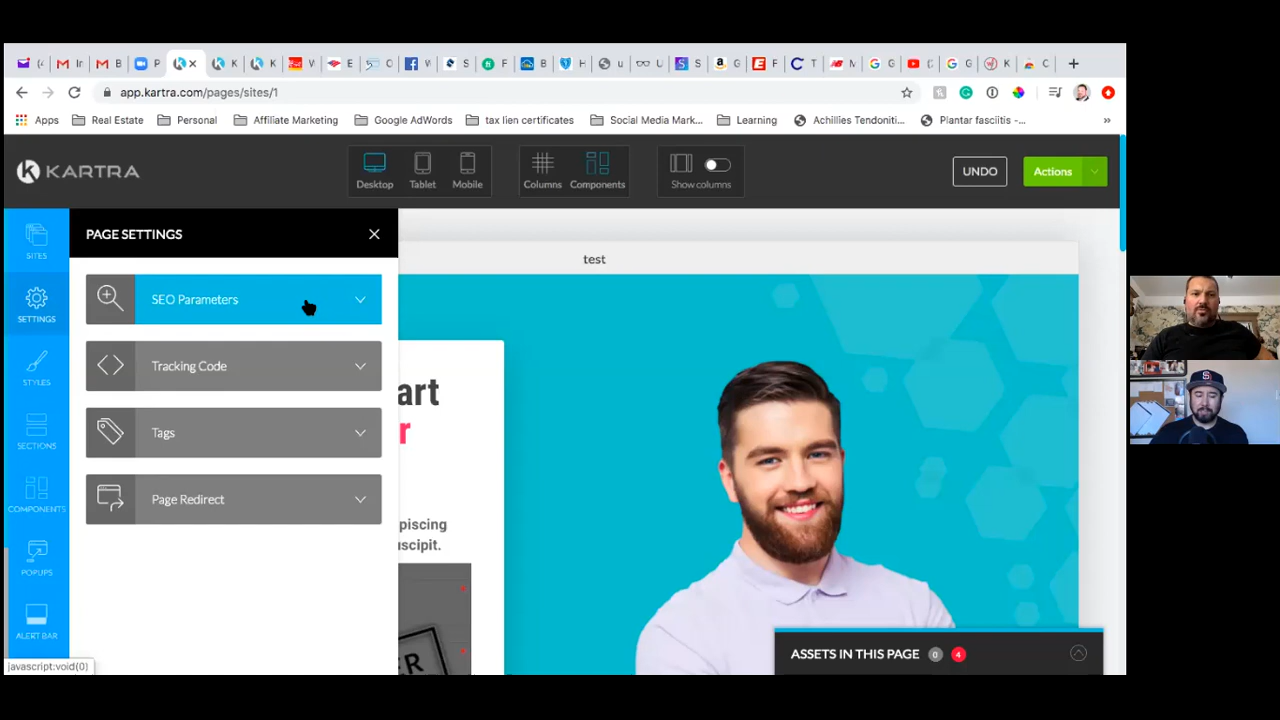 (4
M Ir
M B
P
K
K
V
E
C
f V
S
F
B
H
u
S
G
F
T
M
G
G
K
C
app.kartra.com/pages/sites/1
Apps
Real Estate
Personal
Affiliate Marketing
Google AdWords
tax lien certificates
Social Media Mark...
Learning
Achillies Tendoniti...
Plantar fasciitis -...
KARTRA
Desktop
Tablet
Mobile
Columns
Components
Show columns
UNDO
Actions
SITES
SETTINGS
STYLES
SECTIONS
COMPONENTS
POPUPS
ALERT BAR
PAGE SETTINGS
SEO Parameters
Tracking Code
Tags
Page Redirect
test
art
r
piscing
uscipit.
ER
ASSETS IN THIS PAGE 0 4
javascript:void(0)